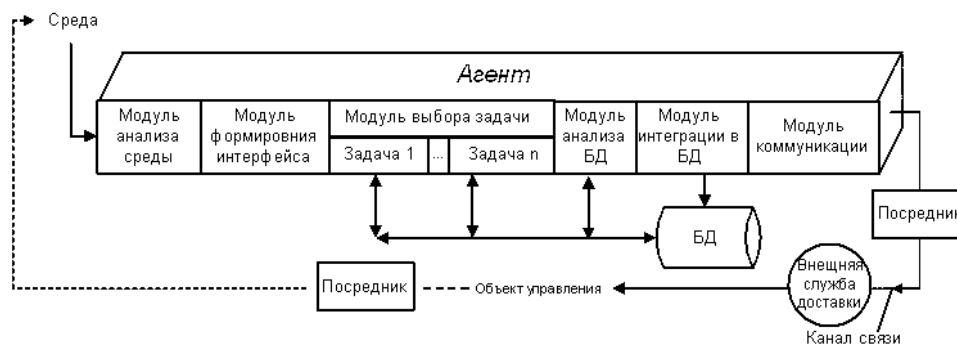 Среда
Агент
Модуль
анализа
среды
Модуль
формировния
интерфейса
Модуль выбора задачи
Задача 1
...
Задача n
Модуль
анализа
БД
Модуль
интеграции в
БД
Модуль
коммуникации
Посредник
БД
Внещняя
служба
доставки
Посредник
Объект управления
Канал связи